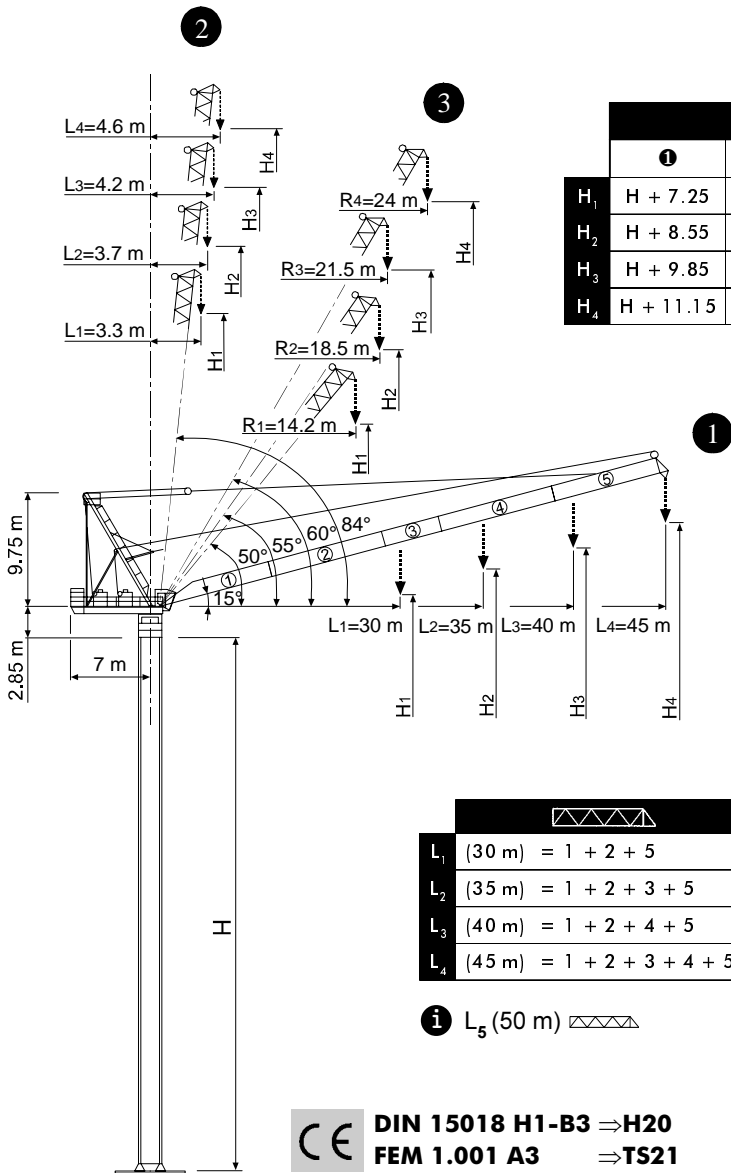 2
L4=4.6 m
H4
L3=4.2 m
H3
L2=3.7 m
H2
L1=3.3 m
H1
3
R4=24 m
H4
R3=21.5 m
H3
R2=18.5 m
H2
R1=14.2 m
H1
1
H1 H + 7.25
H2 H + 8.55
H3 H + 9.85
H4 H + 11.15
1
9.75 m
2.85 m
7 m
15°
50°
55°
60°
84°
1
2
3
4
5
L1=30 m
L2=35 m
L3=40 m
L4=45 m
H1
H2
H3
H4
H
L1 (30 m) = 1 + 2 + 5
L2 (35 m) = 1 + 2 + 3 + 5
L3 (40 m) = 1 + 2 + 4 + 5
L4 (45 m) = 1 + 2 + 3 + 4 + 5
i L5 (50 m)
CE
DIN 15018 H1-B3 ⇒H20
FEM 1.001 A3 ⇒TS21